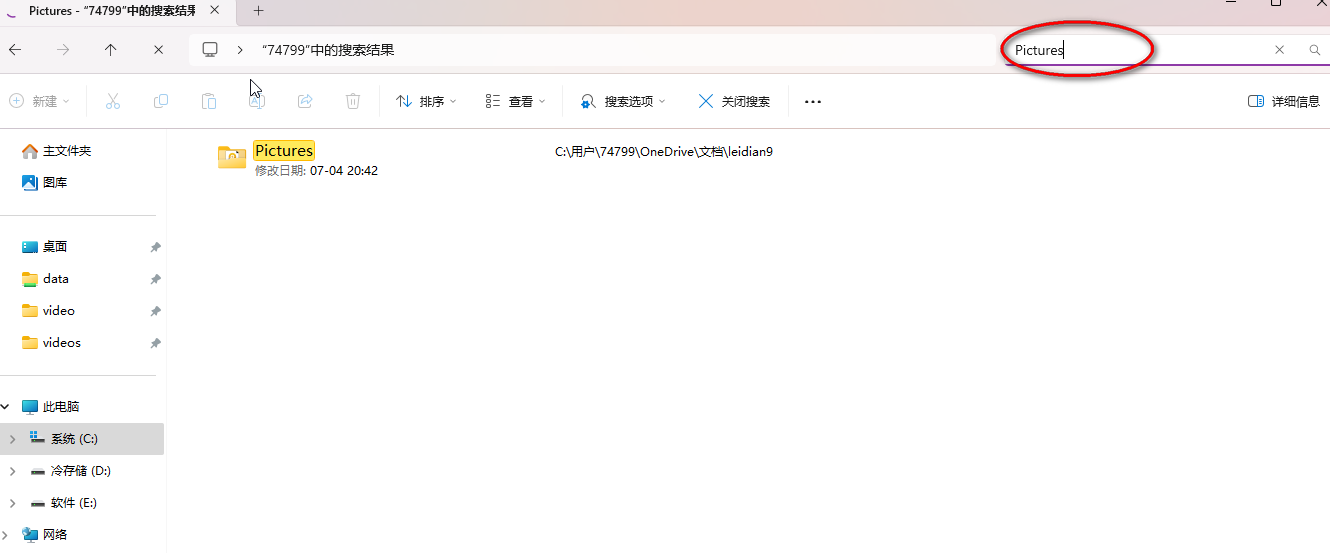 Pictures - "74799"中的搜索结果
"74799"中的搜索结果
Pictures
新建
排序
查看
搜索选项
关闭搜索
详细信息
主文件夹
图库
桌面
data
video
videos
此电脑
系统 (C:)
冷存储 (D:)
软件 (E:)
网络
Pictures
修改日期: 07-04 20:42
C:\用户\74799\OneDrive\文档\leidian9